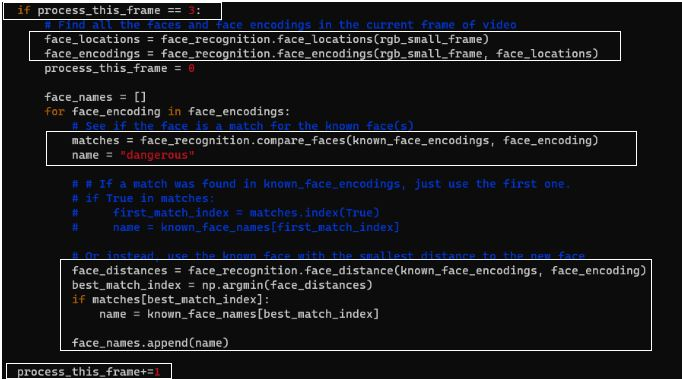 if process_this_frame == 3:
# Find all the faces and face encodings in the current frame of video
face_locations = face_recognition.face_locations(rgb_small_frame)
face_encodings = face_recognition.face_encodings(rgb_small_frame, face_locations)
process_this_frame = 0
face_names = []
for face_encoding in face_encodings:
# See if the face is a match for the known face(s)
matches = face_recognition.compare_faces(known_face_encodings, face_encoding)
name = "dangerous"
# # If a match was found in known_face_encodings, just use the first one.
# if True in matches:
#     first_match_index = matches.index(True)
#     name = known_face_names[first_match_index]
# Or instead, use the known face with the smallest distance to the new face
face_distances = face_recognition.face_distance(known_face_encodings, face_encoding)
best_match_index = np.argmin(face_distances)
if matches[best_match_index]:
name = known_face_names[best_match_index]
face_names.append(name)
process_this_frame+=1